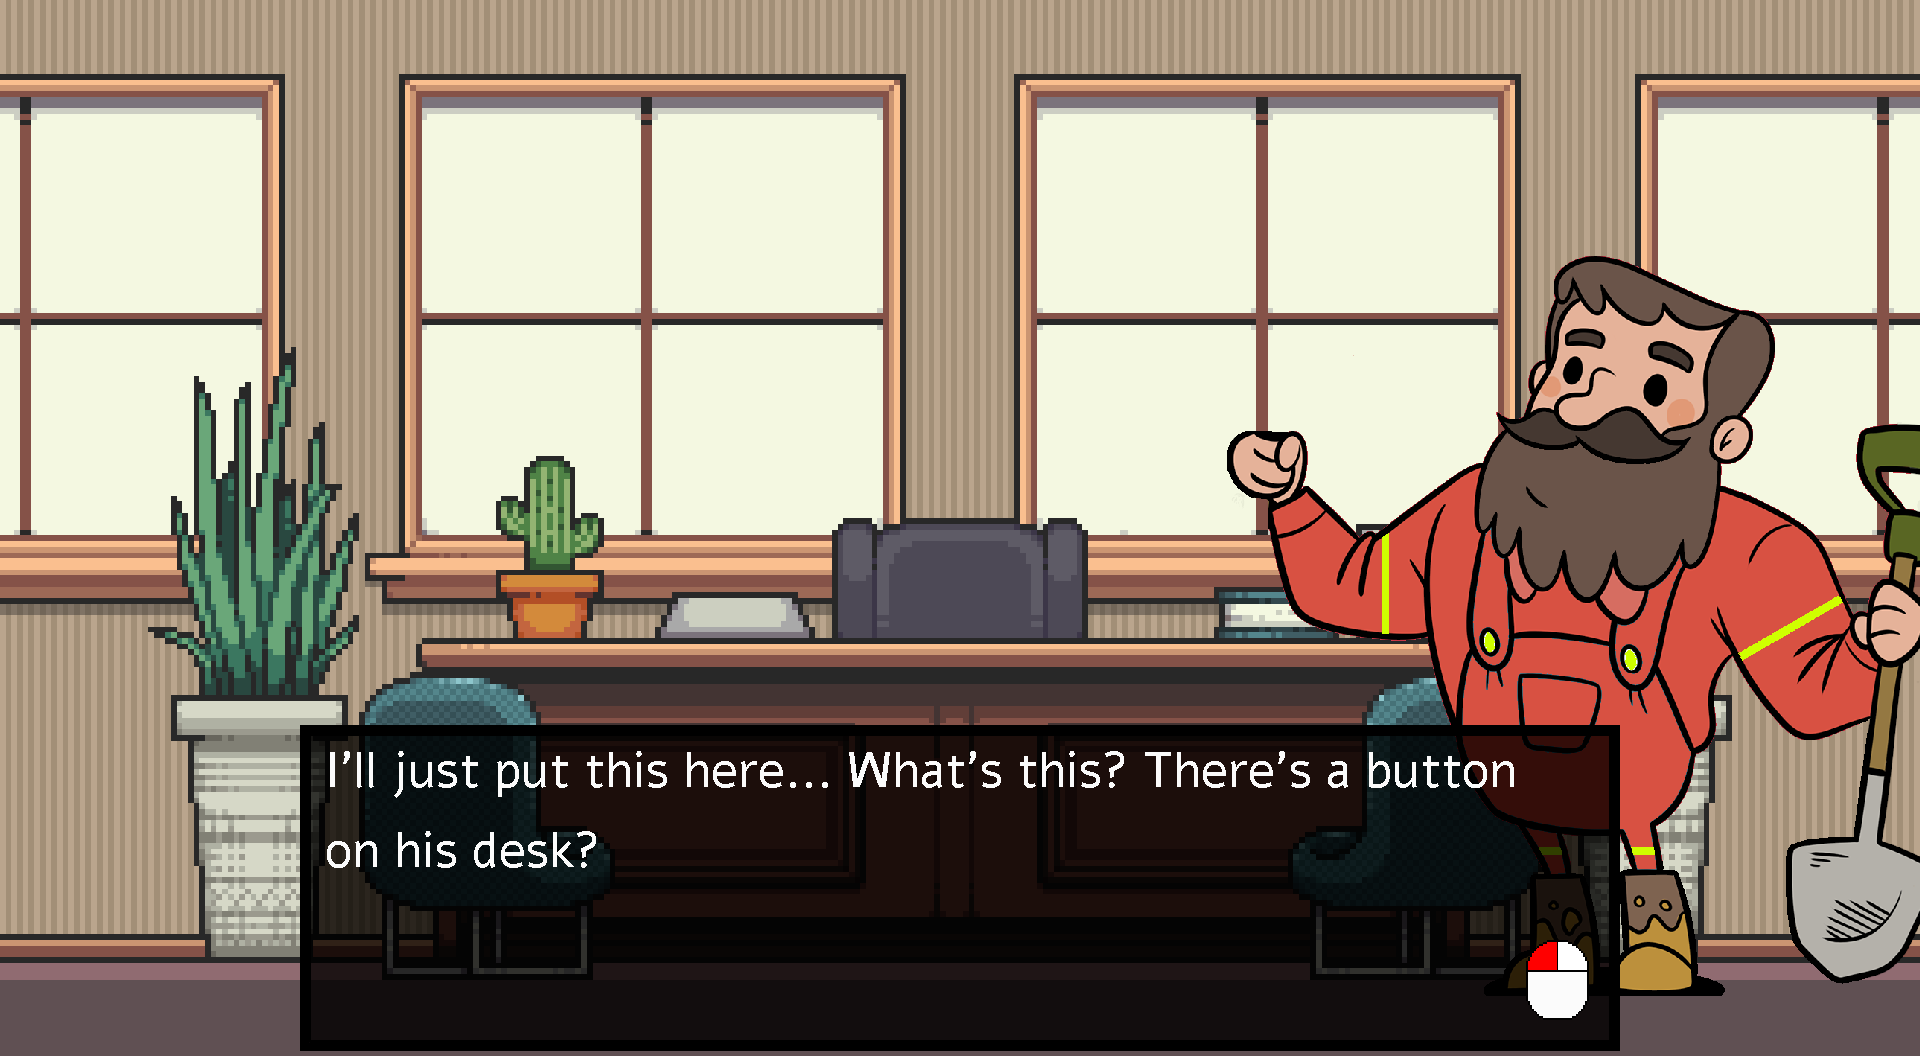 I’ll just put this here... What’s this? There’s a button
on his desk?